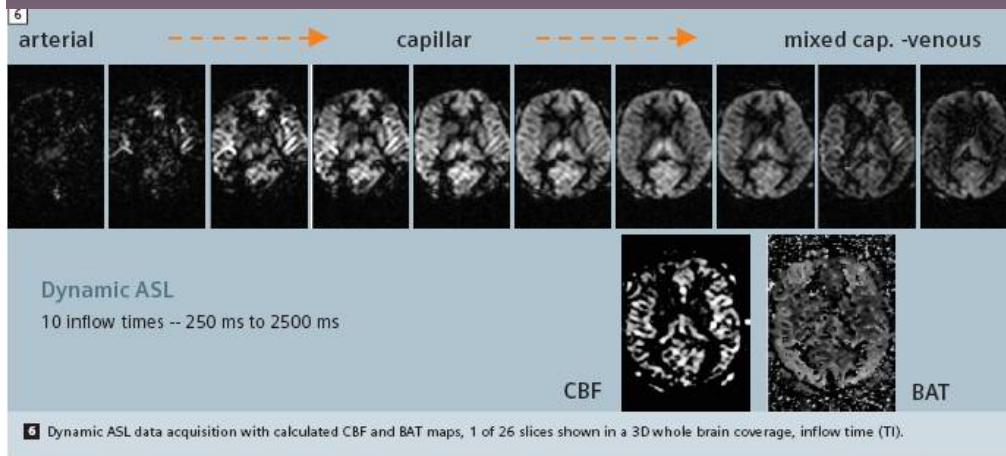 6
arterial capillar mixed cap. -venous
Dynamic ASL
10 inflow times -- 250 ms to 2500 ms
CBF BAT
6 Dynamic ASL data acquisition with calculated CBF and BAT maps, 1 of 26 slices shown in a 3D whole brain coverage, inflow time (TI).